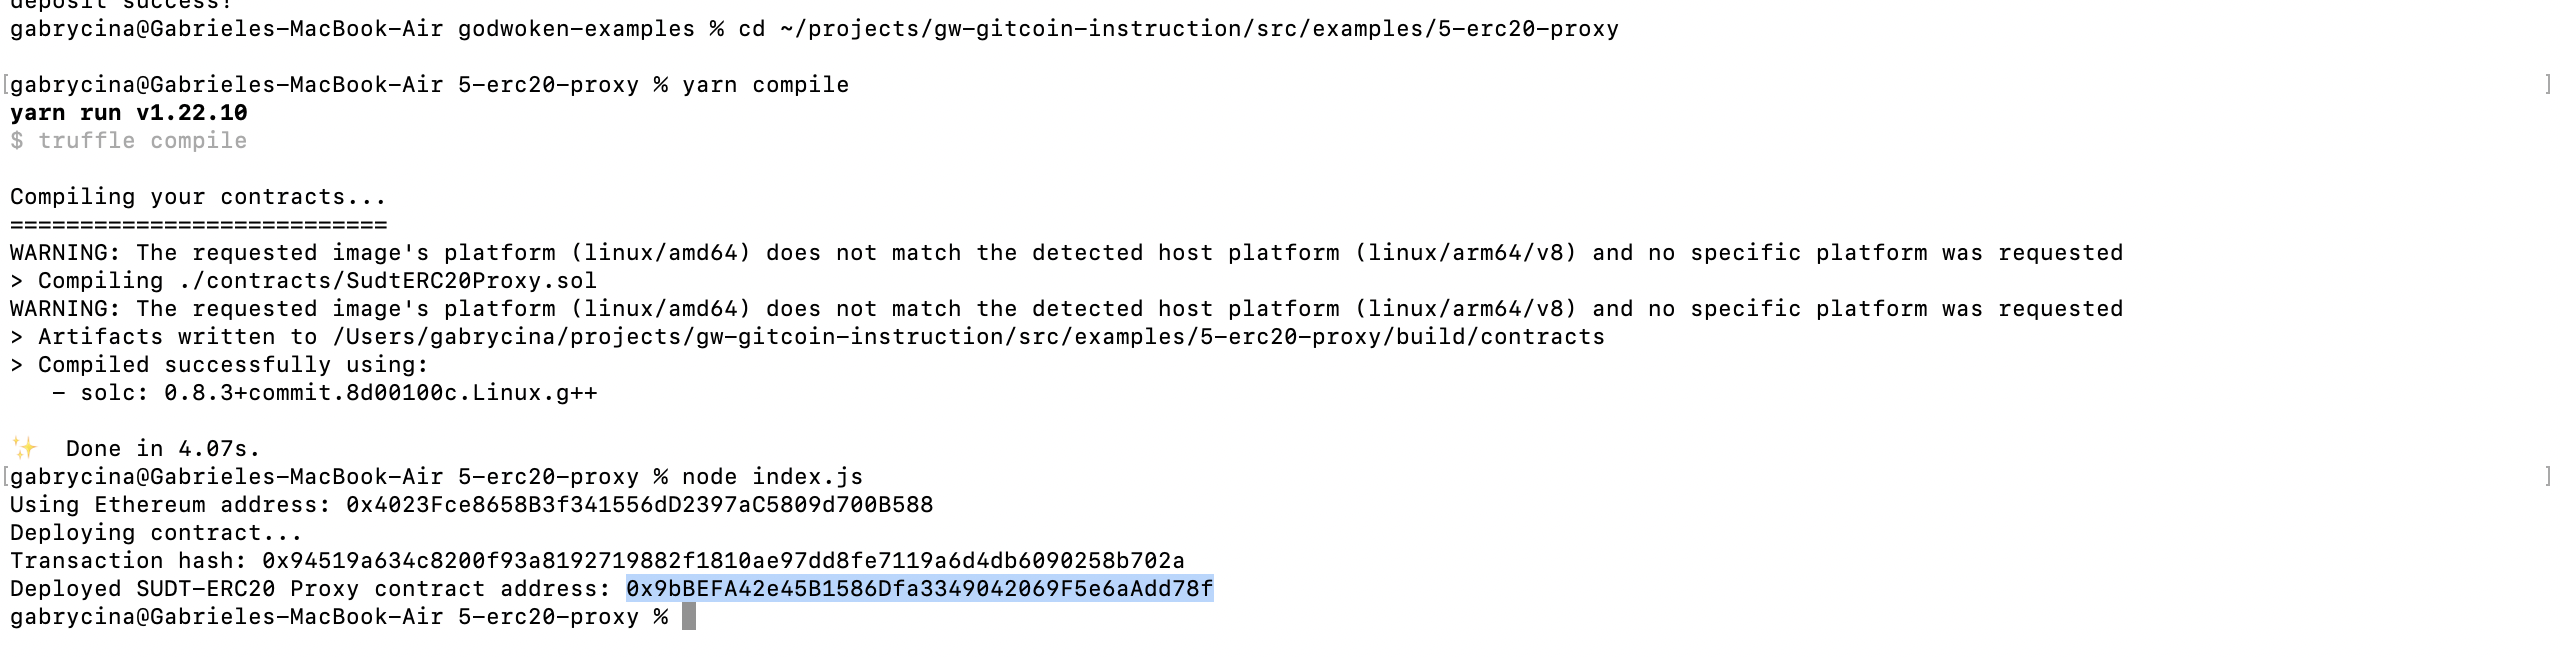 deposit success!
gabrycina@Gabrieles-MacBook-Air godwoken-examples % cd ~/projects/gw-gitcoin-instruction/src/examples/5-erc20-proxy
[gabrycina@Gabrieles-MacBook-Air 5-erc20-proxy % yarn compile ]
yarn run v1.22.10
$ truffle compile
Compiling your contracts...
===========================
WARNING: The requested image's platform (linux/amd64) does not match the detected host platform (linux/arm64/v8) and no specific platform was requested
> Compiling ./contracts/SudtERC20Proxy.sol
WARNING: The requested image's platform (linux/amd64) does not match the detected host platform (linux/arm64/v8) and no specific platform was requested
> Artifacts written to /Users/gabrycina/projects/gw-gitcoin-instruction/src/examples/5-erc20-proxy/build/contracts
> Compiled successfully using:
   - solc: 0.8.3+commit.8d00100c.Linux.g++
✨  Done in 4.07s.
[gabrycina@Gabrieles-MacBook-Air 5-erc20-proxy % node index.js ]
Using Ethereum address: 0x4023Fce8658B3f341556dD2397aC5809d700B588
Deploying contract...
Transaction hash: 0x94519a634c8200f93a8192719882f1810ae97dd8fe7119a6d4db6090258b702a
Deployed SUDT-ERC20 Proxy contract address: 0x9bBEFA42e45B1586Dfa3349042069F5e6aAdd78f
gabrycina@Gabrieles-MacBook-Air 5-erc20-proxy %